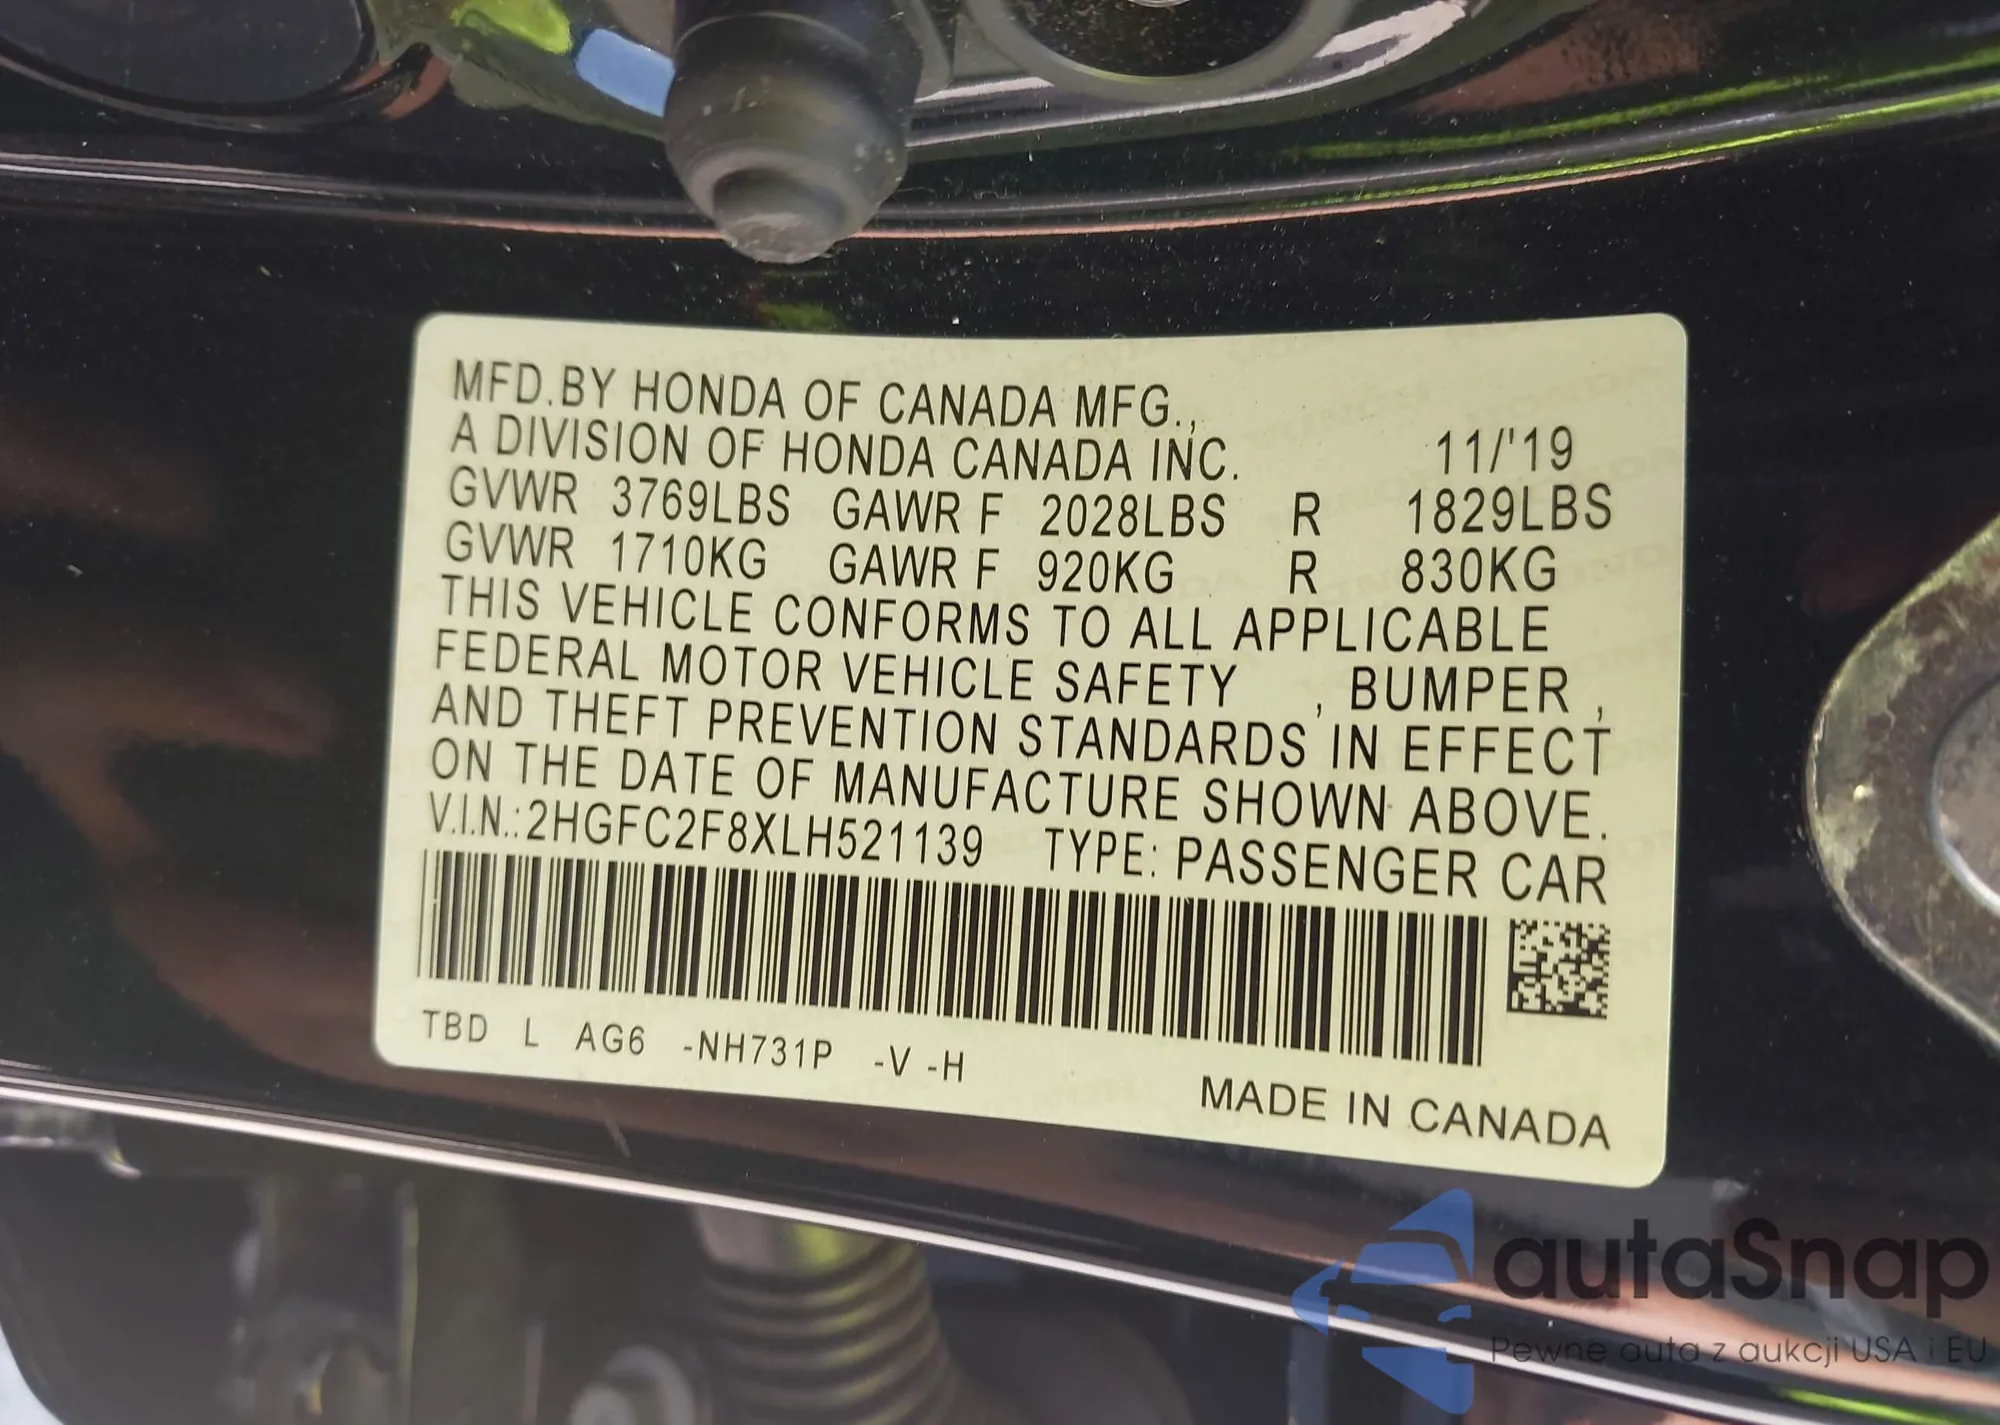 MFD.BY HONDA OF CANADA MFG.,
A DIVISION OF HONDA CANADA INC. 11/'19
GVWR 3769LBS GAWR F 2028LBS R 1829LBS
GVWR 1710KG GAWR F 920KG R 830KG
THIS VEHICLE CONFORMS TO ALL APPLICABLE
FEDERAL MOTOR VEHICLE SAFETY , BUMPER ,
AND THEFT PREVENTION STANDARDS IN EFFECT
ON THE DATE OF MANUFACTURE SHOWN ABOVE.
V.I.N.:2HGFC2F8XLH521139 TYPE: PASSENGER CAR
TBD L AG6 -NH731P -V -H
MADE IN CANADA
autaSnap
Pewne auta z aukcji USA i EU